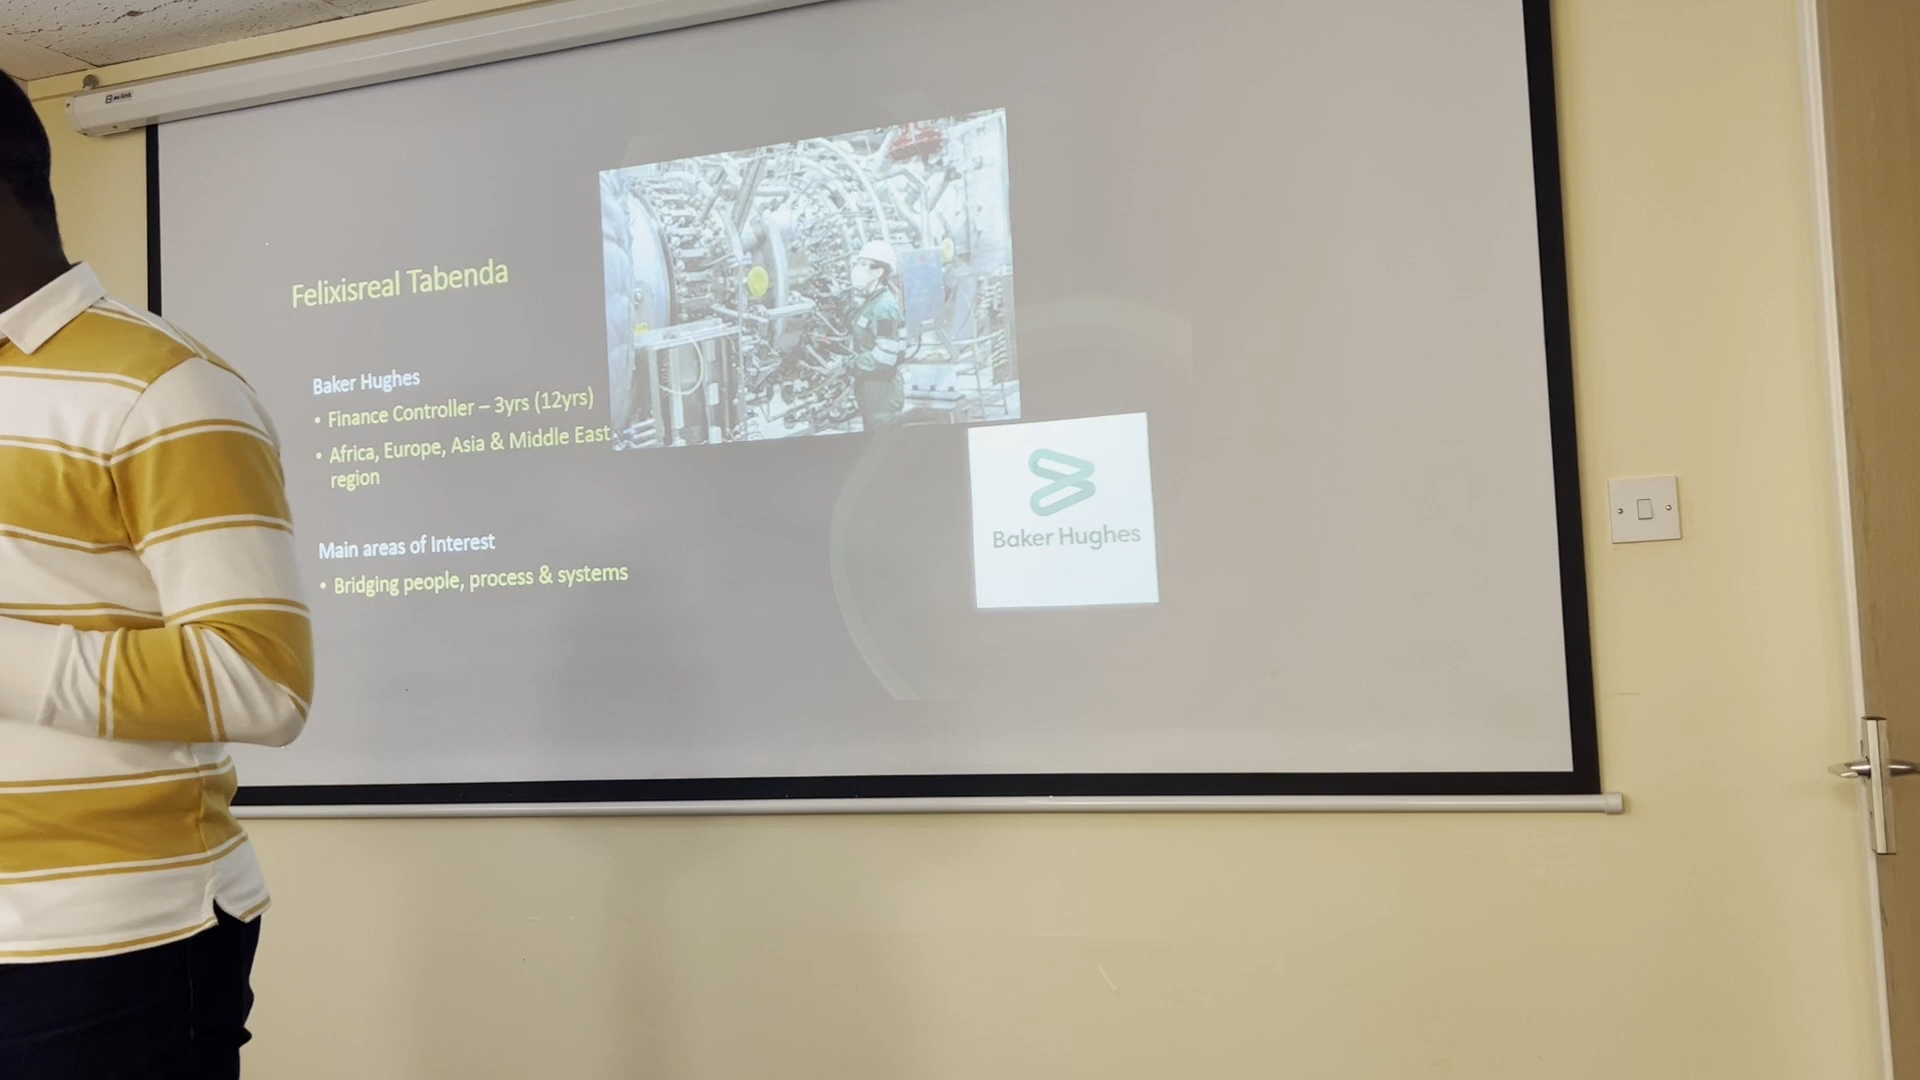 Felixisreal Tabenda
Baker Hughes
• Finance Controller – 3yrs (12yrs)
• Africa, Europe, Asia & Middle East
region
Main areas of Interest
• Bridging people, process & systems
Baker Hughes